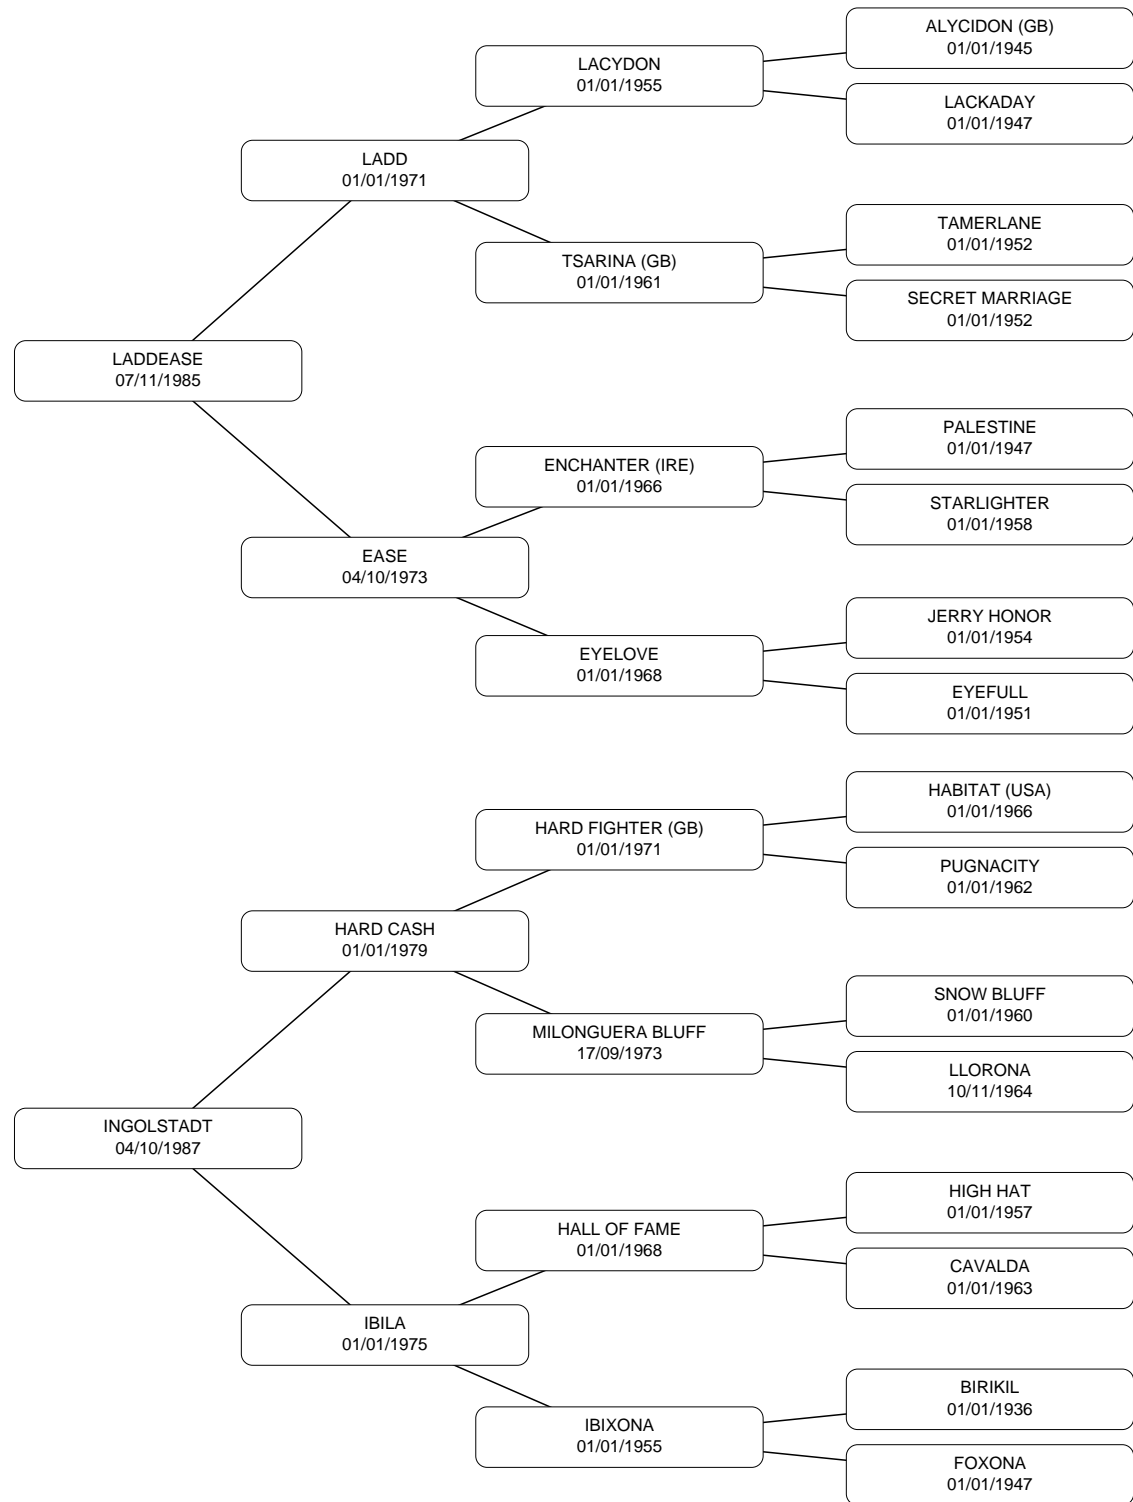 ALYCIDON (GB)
01/01/1945
LACYDON
01/01/1955
LACKADAY
01/01/1947
LADD
01/01/1971
TAMERLANE
01/01/1952
TSARINA (GB)
01/01/1961
SECRET MARRIAGE
01/01/1952
LADDEASE
07/11/1985
PALESTINE
01/01/1947
ENCHANTER (IRE)
01/01/1966
STARLIGHTER
01/01/1958
EASE
04/10/1973
JERRY HONOR
01/01/1954
EYELOVE
01/01/1968
EYEFULL
01/01/1951
HABITAT (USA)
01/01/1966
HARD FIGHTER (GB)
01/01/1971
PUGNACITY
01/01/1962
HARD CASH
01/01/1979
SNOW BLUFF
01/01/1960
MILONGUERA BLUFF
17/09/1973
LLORONA
10/11/1964
INGOLSTADT
04/10/1987
HIGH HAT
01/01/1957
HALL OF FAME
01/01/1968
CAVALDA
01/01/1963
IBILA
01/01/1975
BIRIKIL
01/01/1936
IBIXONA
01/01/1955
FOXONA
01/01/1947